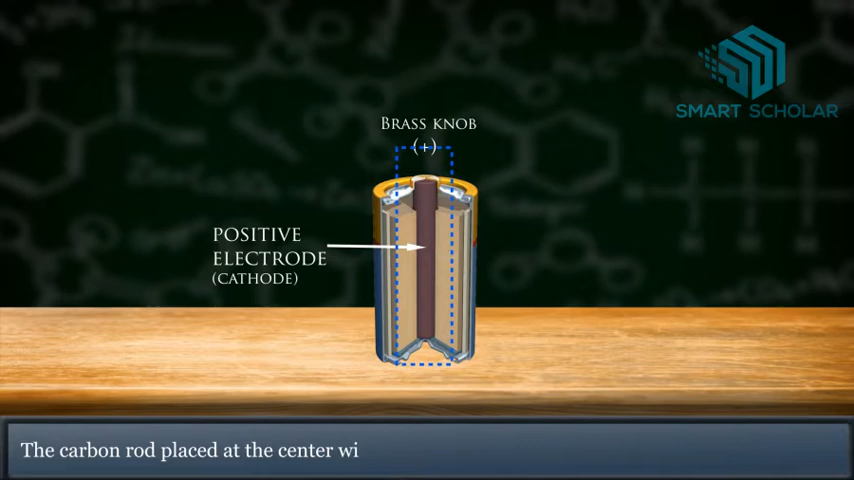 SMART SCHOLAR
BRASS KNOB
(+)
POSITIVE
ELECTRODE
(CATHODE)
The carbon rod placed at the center wi